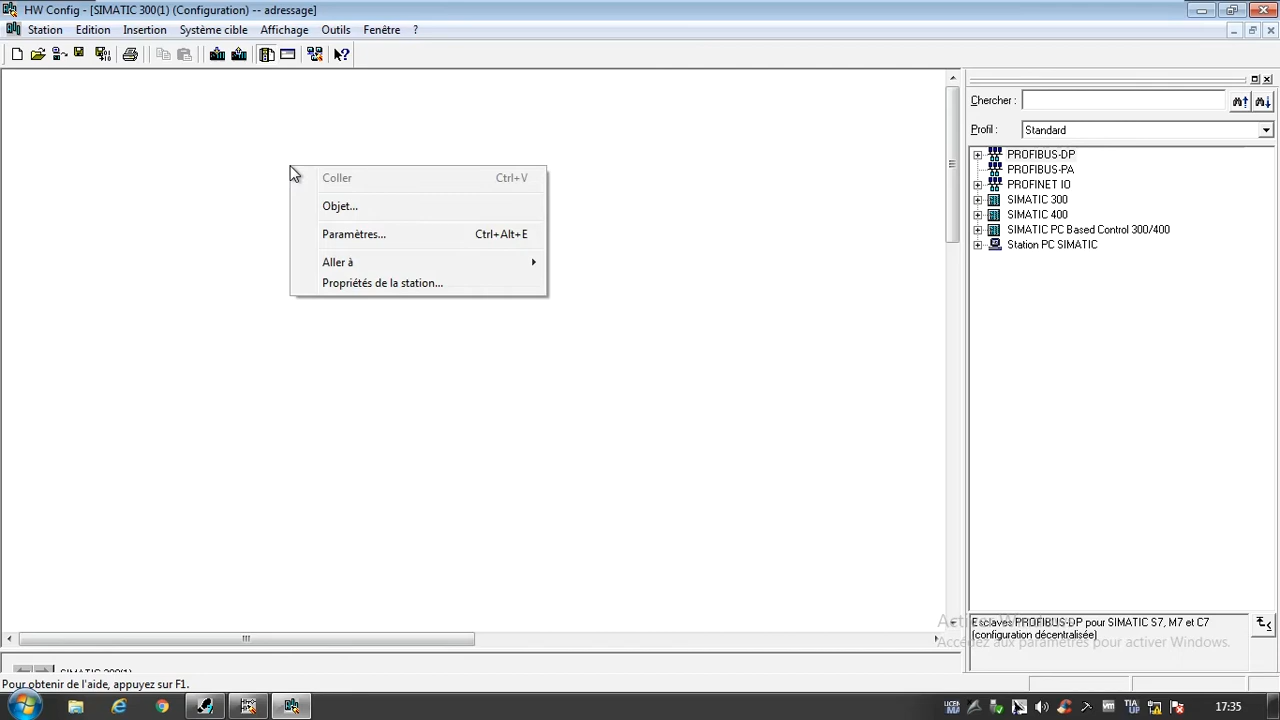 HW Config - [SIMATIC 300(1) (Configuration) -- adressage]
Station Edition Insertion Système cible Affichage Outils Fenêtre ?
Chercher :
Profil : Standard
PROFIBUS-DP
PROFIBUS-PA
PROFINET IO
SIMATIC 300
SIMATIC 400
SIMATIC PC Based Control 300/400
Station PC SIMATIC
Coller Ctrl+V
Objet...
Paramètres... Ctrl+Alt+E
Aller à
Propriétés de la station...
Esclaves PROFIBUS-DP pour SIMATIC S7, M7 et C7
(configuration décentralisée)
Accédez aux paramètres pour activer Windows.
SIMATIC 300(1)
Pour obtenir de l'aide, appuyez sur F1.
17:35